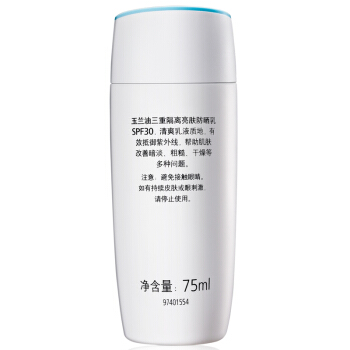 玉兰油三重隔离亮肤防晒乳
SPF30，清爽乳液质地，有
效抵御紫外线，帮助肌肤
改善暗淡、粗糙、干燥等
多种问题。
注意：避免接触眼睛。
如有持续皮肤或眼刺激，
请停止使用。
净含量：75ml
97401554